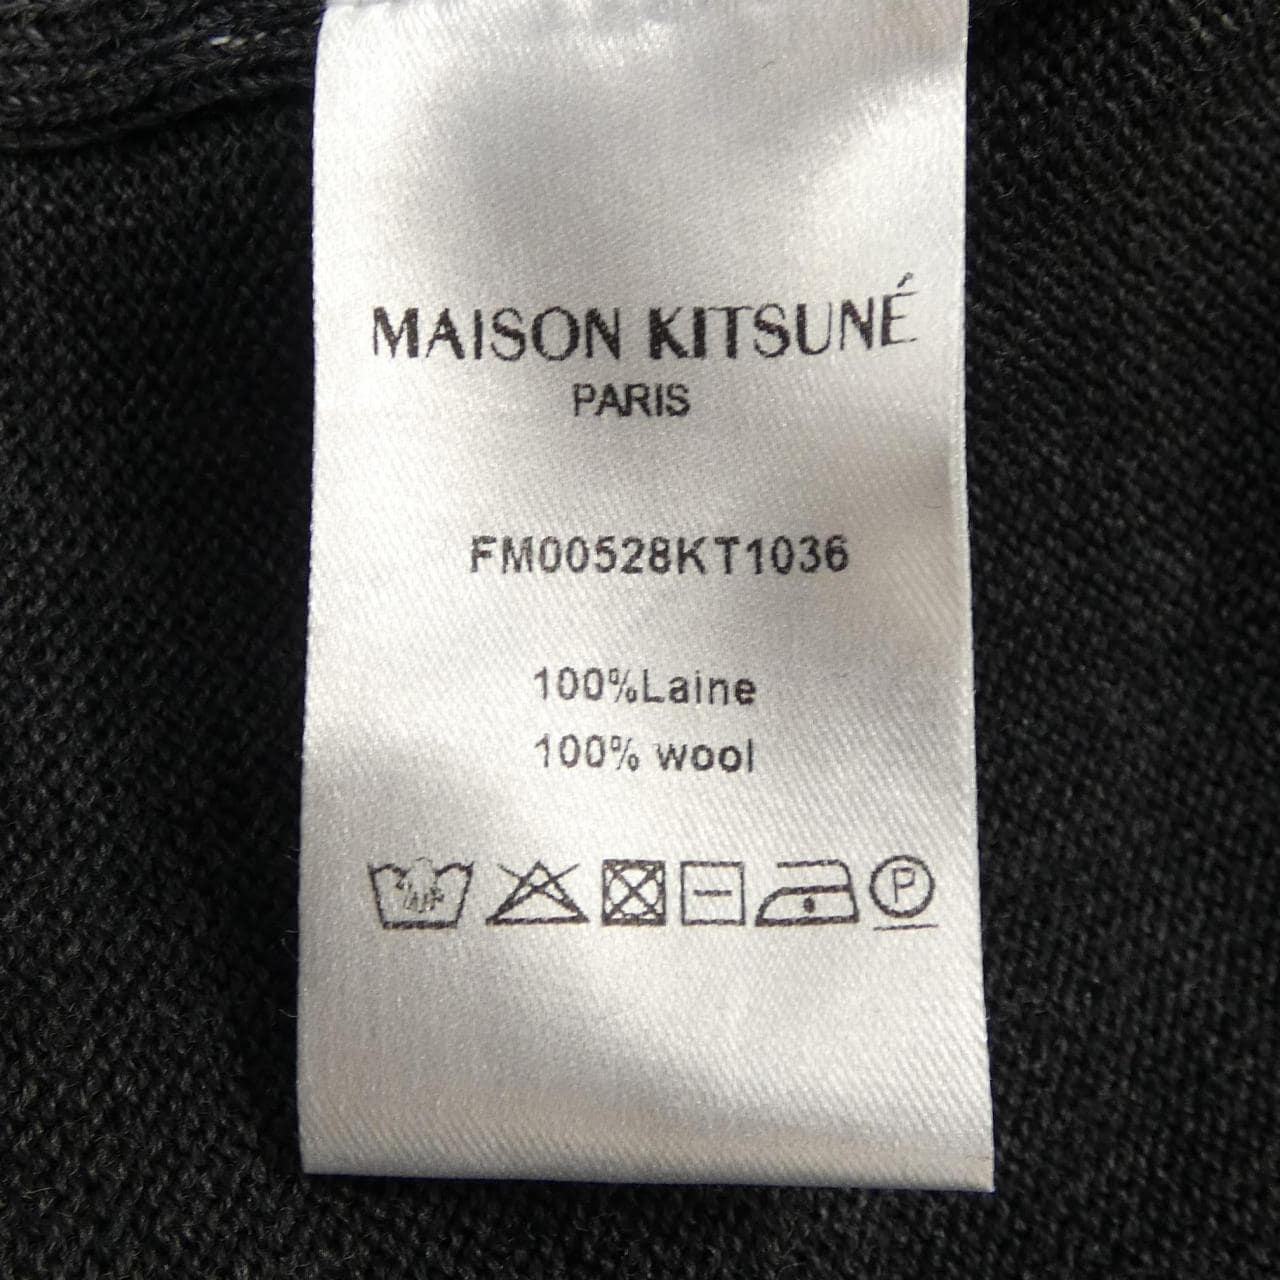 MAISON KITSUNÉ
PARIS
FM00528KT1036
100%Laine
100% wool
P